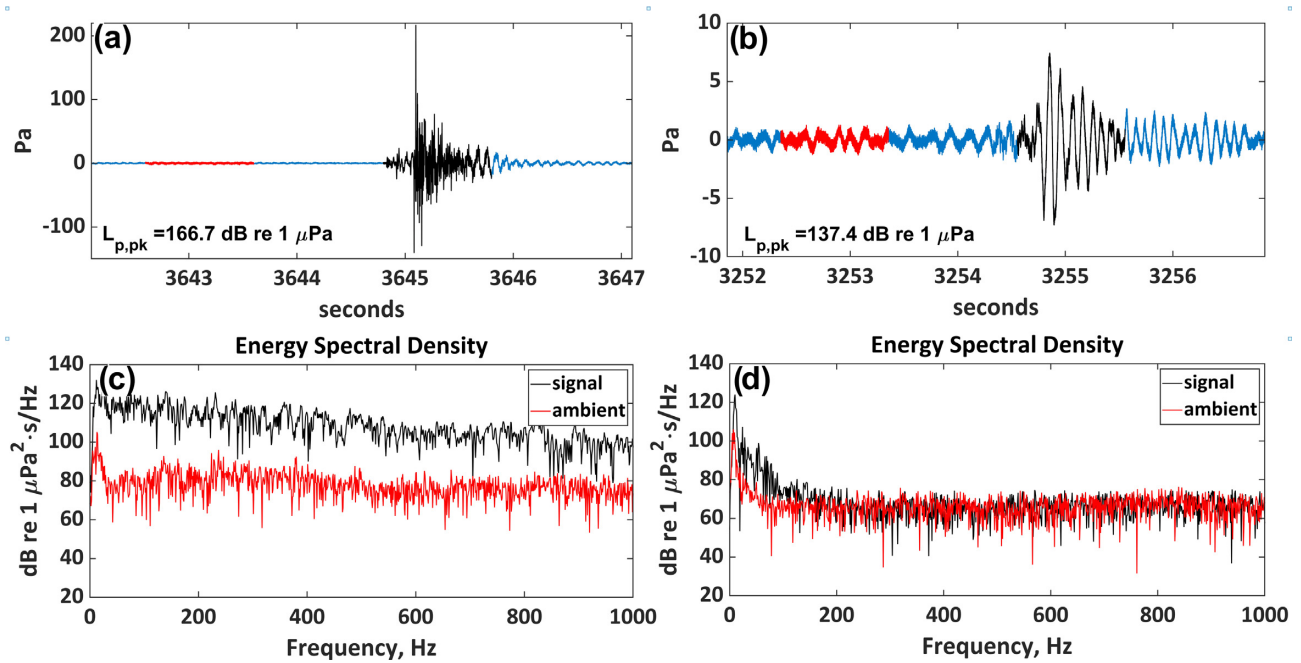 (a)
200
100
0
-100
Pa
L_p,pk =166.7 dB re 1 μPa
3643 3644 3645 3646 3647
seconds
(b)
10
5
0
-5
-10
Pa
L_p,pk =137.4 dB re 1 μPa
3252 3253 3254 3255 3256
seconds
Energy Spectral Density
(c)
signal
ambient
140
120
100
80
60
40
20
dB re 1 μPa²·s/Hz
0 200 400 600 800 1000
Frequency, Hz
Energy Spectral Density
(d)
signal
ambient
140
120
100
80
60
40
20
dB re 1 μPa²·s/Hz
0 200 400 600 800 1000
Frequency, Hz